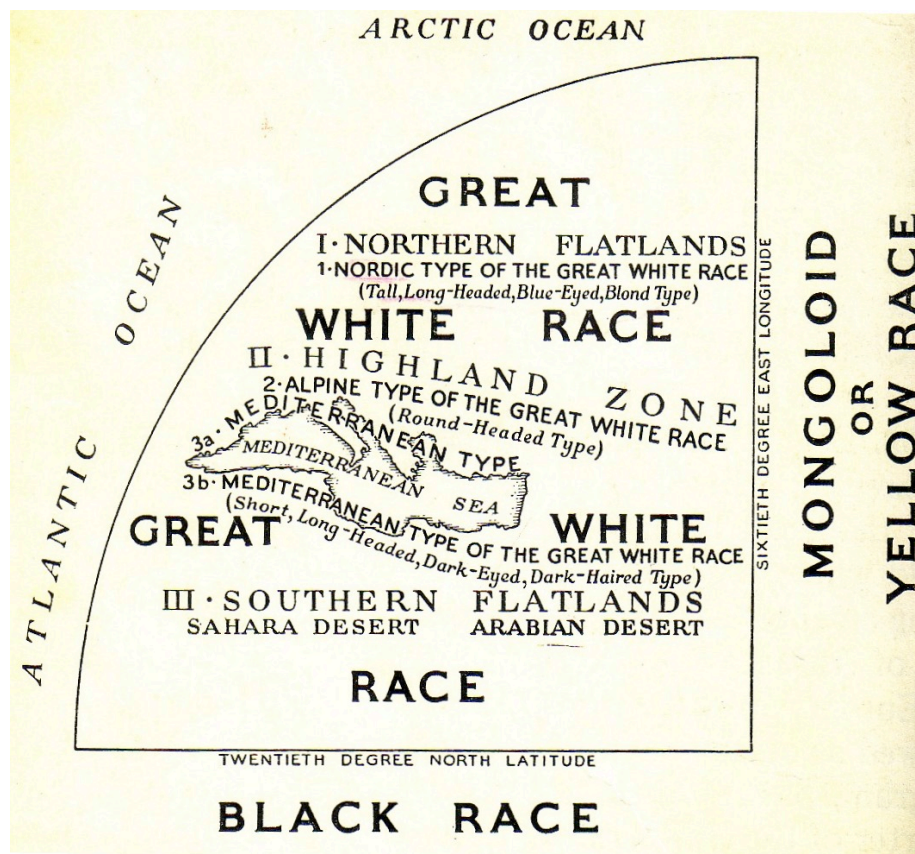 ARCTIC OCEAN
ATLANTIC OCEAN
GREAT
I·NORTHERN FLATLANDS
1·NORDIC TYPE OF THE GREAT WHITE RACE
(Tall,Long-Headed,Blue-Eyed,Blond Type)
WHITE RACE
II·HIGHLAND ZONE
2·ALPINE TYPE OF THE GREAT WHITE RACE
(Round-Headed Type)
3a·MEDITERRANEAN TYPE
MEDITERRANEAN SEA
3b·MEDITERRANEAN TYPE OF THE GREAT WHITE RACE
(Short, Long-Headed, Dark-Eyed, Dark-Haired Type)
GREAT WHITE
III·SOUTHERN FLATLANDS
SAHARA DESERT ARABIAN DESERT
RACE
TWENTIETH DEGREE NORTH LATITUDE
BLACK RACE
SIXTIETH DEGREE EAST LONGITUDE
MONGOLOID
OR
YELLOW RACE